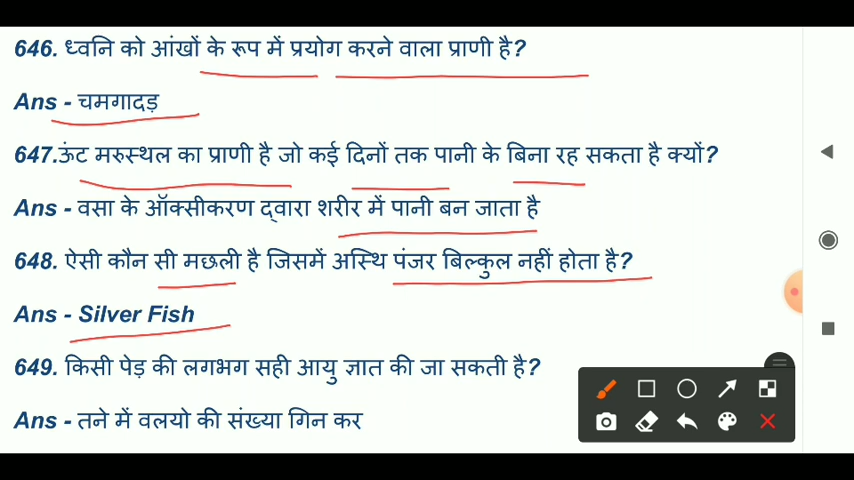 646. ध्वनि को आंखों के रूप में प्रयोग करने वाला प्राणी है?
Ans - चमगादड़
647.ऊंट मरुस्थल का प्राणी है जो कई दिनों तक पानी के बिना रह सकता है क्यों?
Ans - वसा के ऑक्सीकरण द्वारा शरीर में पानी बन जाता है
648. ऐसी कौन सी मछली है जिसमें अस्थि पंजर बिल्कुल नहीं होता है?
Ans - Silver Fish
649. किसी पेड़ की लगभग सही आयु ज्ञात की जा सकती है?
Ans - तने में वलयो की संख्या गिन कर